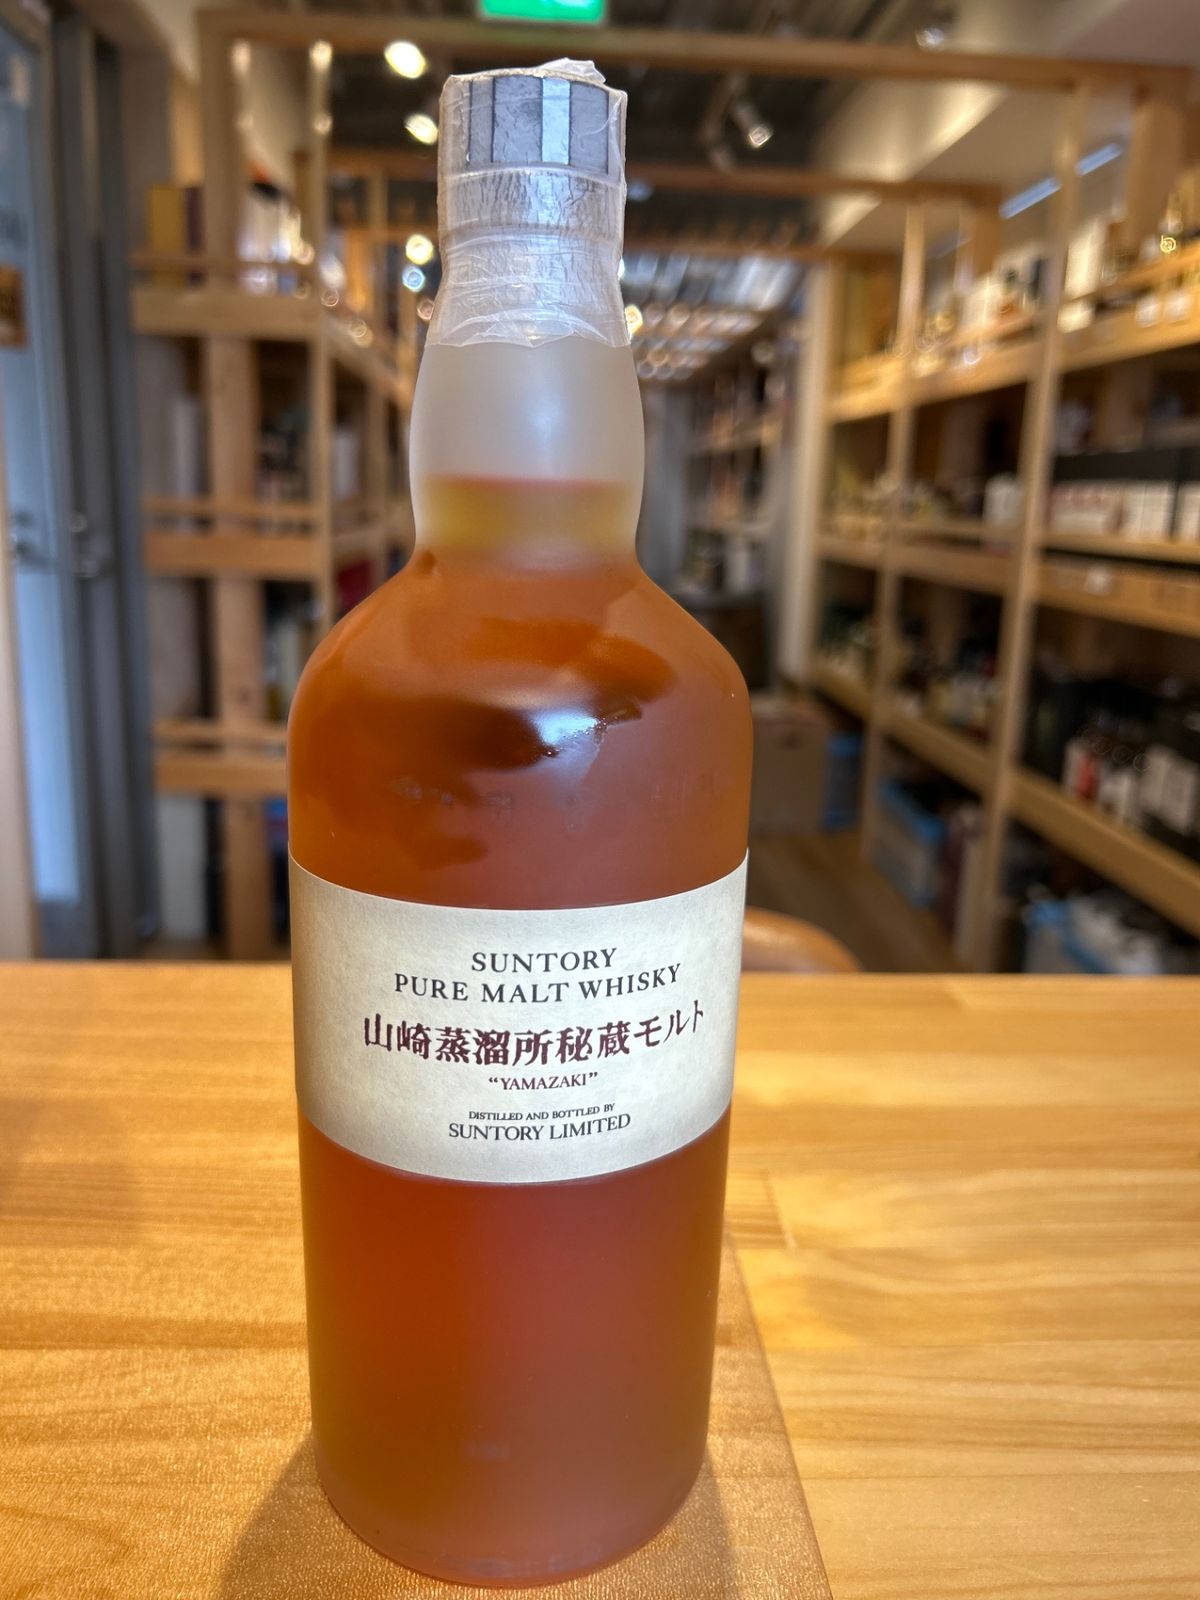 SUNTORY
PURE MALT WHISKY
山崎蒸溜所秘蔵モルト
“YAMAZAKI”
DISTILLED AND BOTTLED BY
SUNTORY LIMITED